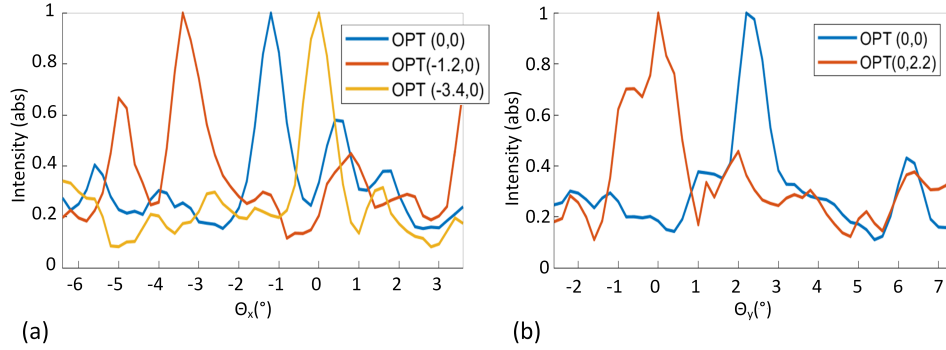 1
0.8
0.6
0.4
0.2
0
Intensity (abs)
-6 -5 -4 -3 -2 -1 0 1 2 3
Θx(°)
OPT (0,0)
OPT(-1.2,0)
OPT (-3.4,0)
(a)
1
0.8
0.6
0.4
0.2
0
Intensity (abs)
-2 -1 0 1 2 3 4 5 6 7
Θy(°)
OPT (0,0)
OPT(0,2.2)
(b)